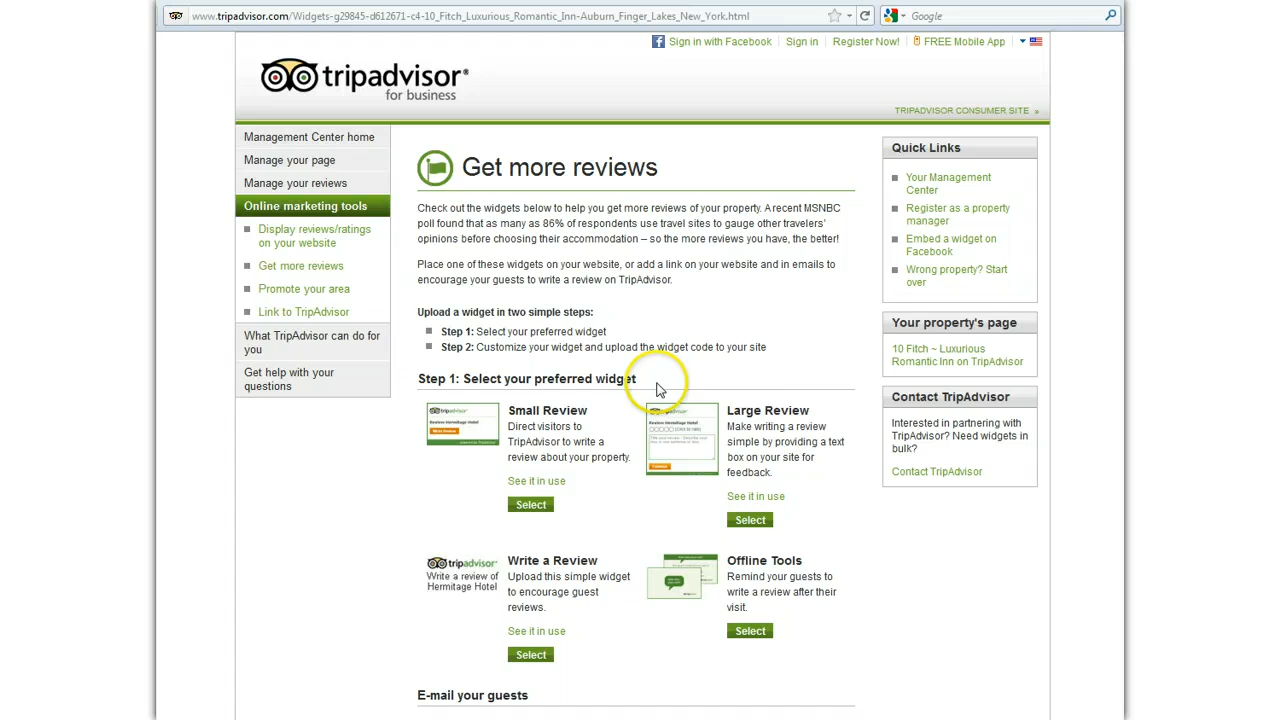 www.tripadvisor.com/Widgets-g29845-d612671-c4-10_Fitch_Luxurious_Romantic_Inn-Auburn_Finger_Lakes_New_York.html
Google
Sign in with Facebook
Sign in
Register Now!
FREE Mobile App
tripadvisor®
for business
TRIPADVISOR CONSUMER SITE »
Management Center home
Manage your page
Manage your reviews
Online marketing tools
Display reviews/ratings
on your website
Get more reviews
Promote your area
Link to TripAdvisor
What TripAdvisor can do for
you
Get help with your
questions
Get more reviews
Check out the widgets below to help you get more reviews of your property. A recent MSNBC
poll found that as many as 86% of respondents use travel sites to gauge other travelers'
opinions before choosing their accommodation – so the more reviews you have, the better!
Place one of these widgets on your website, or add a link on your website and in emails to
encourage your guests to write a review on TripAdvisor.
Upload a widget in two simple steps:
Step 1: Select your preferred widget
Step 2: Customize your widget and upload the widget code to your site
Step 1: Select your preferred widget
tripadvisor
Review Hermitage Hotel
Write Review
Small Review
Direct visitors to
TripAdvisor to write a
review about your property.
See it in use
Select
tripadvisor
Review Hermitage Hotel
Large Review
Make writing a review
simple by providing a text
box on your site for
feedback.
See it in use
Select
tripadvisor
Write a review of
Hermitage Hotel
Write a Review
Upload this simple widget
to encourage guest
reviews.
See it in use
Select
Offline Tools
Remind your guests to
write a review after their
visit.
Select
E-mail your guests
Quick Links
Your Management
Center
Register as a property
manager
Embed a widget on
Facebook
Wrong property? Start
over
Your property's page
10 Fitch ~ Luxurious
Romantic Inn on TripAdvisor
Contact TripAdvisor
Interested in partnering with
TripAdvisor? Need widgets in
bulk?
Contact TripAdvisor